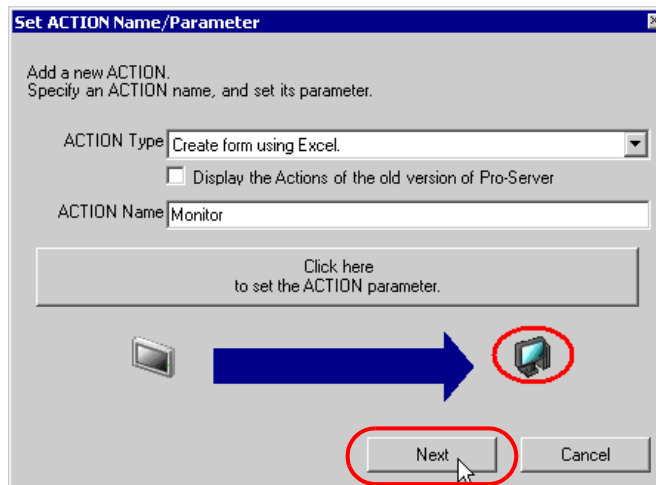 Set ACTION Name/Parameter
Add a new ACTION.
Specify an ACTION name, and set its parameter.
ACTION Type Create form using Excel.
Display the Actions of the old version of Pro-Server
ACTION Name Monitor
Click here
to set the ACTION parameter.
Next Cancel